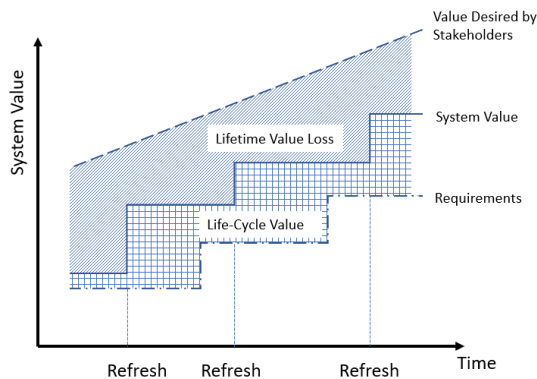 Value Desired by
Stakeholders
System Value
Lifetime Value Loss
System Value
Requirements
Life-Cycle Value
Time
Refresh
Refresh
Refresh